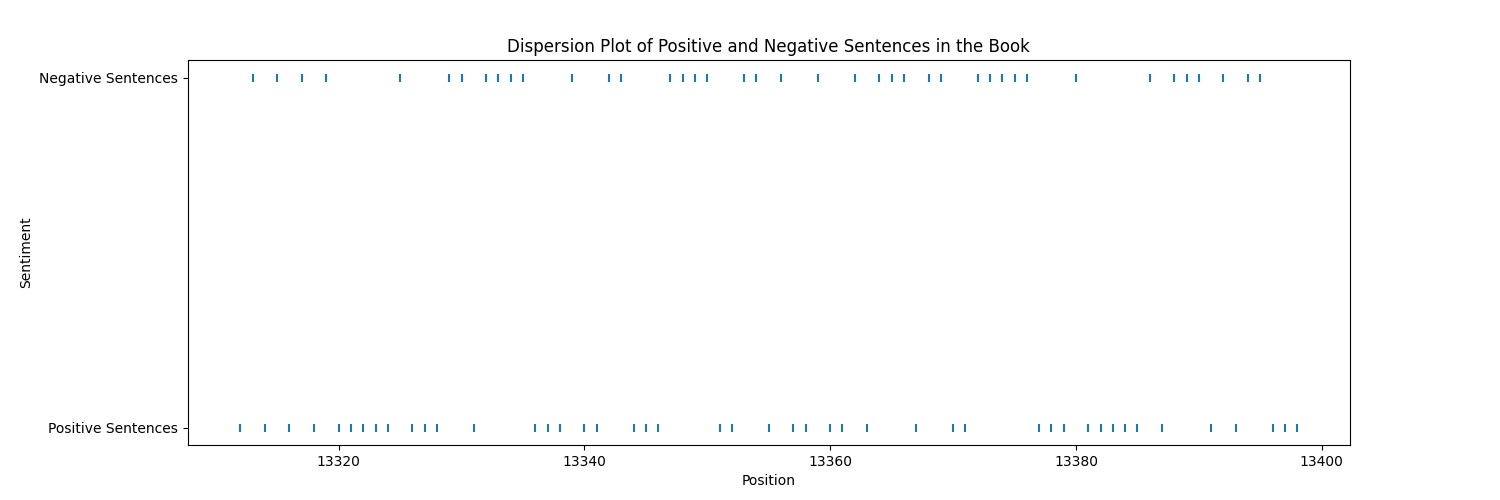 Dispersion Plot of Positive and Negative Sentences in the Book
Negative Sentences
Sentiment
Positive Sentences
13320 13340 13360 13380 13400
Position